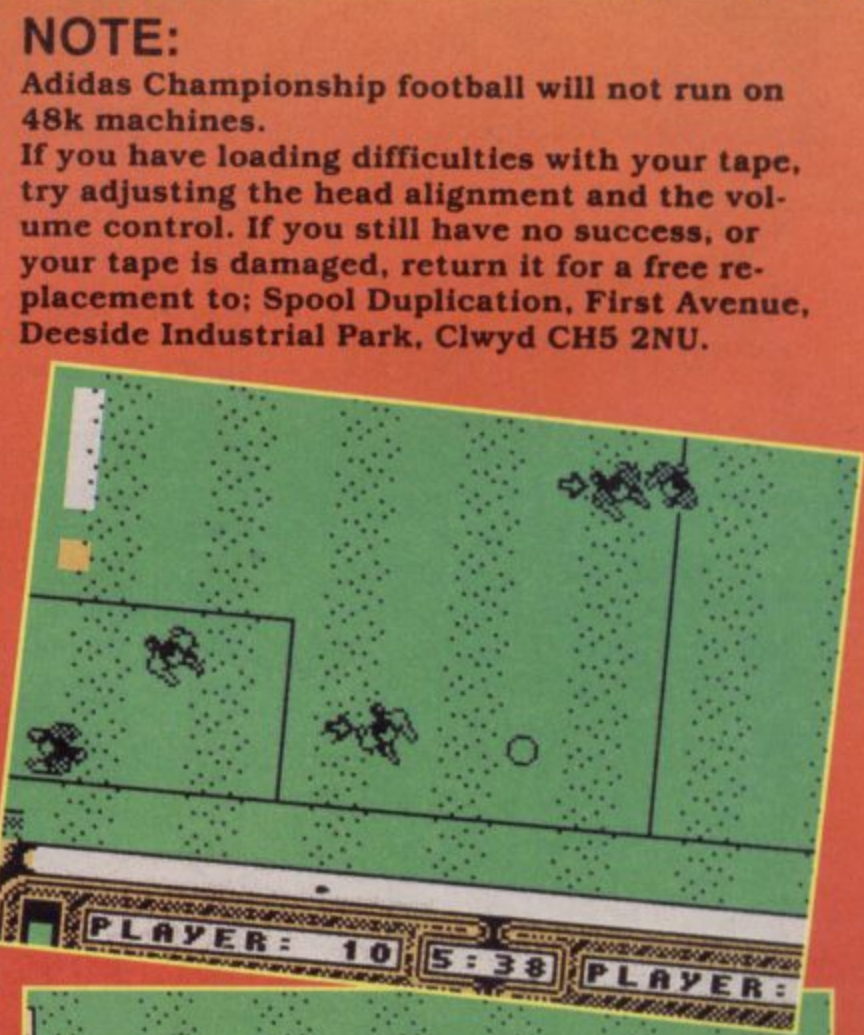 NOTE:
Adidas Championship football will not run on
48k machines.
If you have loading difficulties with your tape,
try adjusting the head alignment and the vol-
ume control. If you still have no success, or
your tape is damaged, return it for a free re-
placement to; Spool Duplication, First Avenue,
Deeside Industrial Park, Clwyd CH5 2NU.
PLAYER: 10 5:38 PLAYER: